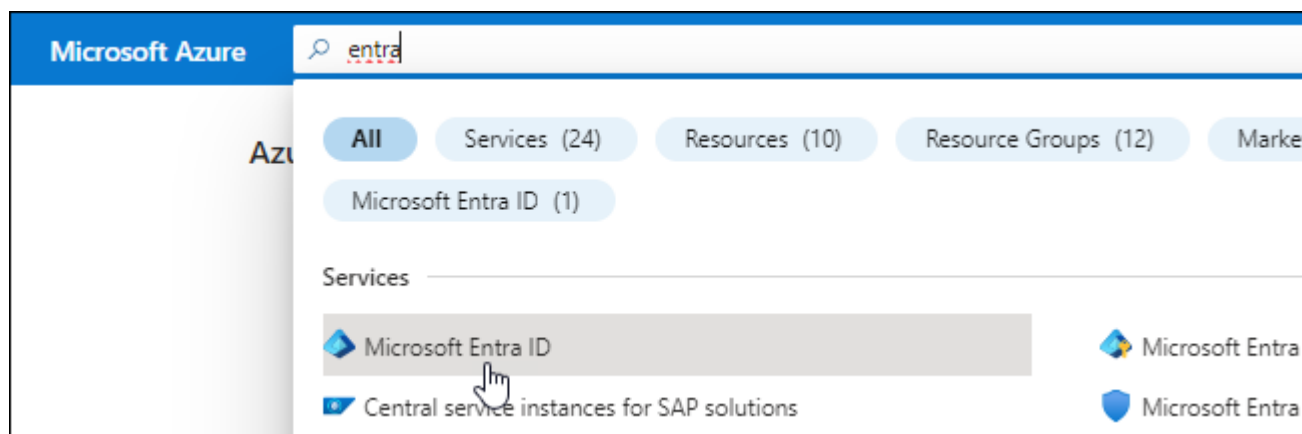 Microsoft Azure entra
Azu All Services (24) Resources (10) Resource Groups (12) Marke
Microsoft Entra ID (1)
Services
Microsoft Entra ID Microsoft Entra
Central service instances for SAP solutions Microsoft Entra